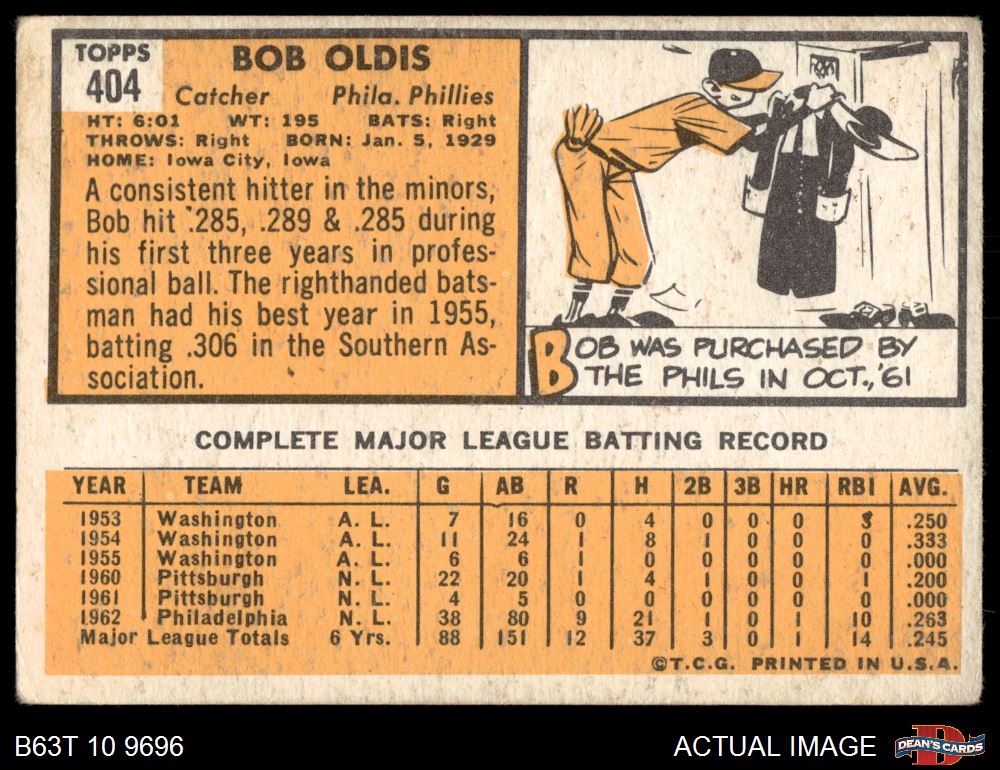 TOPPS
404
BOB OLDIS
Catcher Phila. Phillies
HT: 6:01 WT: 195 BATS: Right
THROWS: Right BORN: Jan. 5, 1929
HOME: Iowa City, Iowa
A consistent hitter in the minors,
Bob hit .285, .289 & .285 during
his first three years in profes-
sional ball. The righthanded bats-
man had his best year in 1955,
batting .306 in the Southern As-
sociation.
BOB WAS PURCHASED BY
THE PHILS IN OCT., '61
COMPLETE MAJOR LEAGUE BATTING RECORD
YEAR TEAM LEA. G AB R H 2B 3B HR RBI AVG.
1953 Washington A. L. 7 16 0 4 0 0 0 3 .250
1954 Washington A. L. 11 24 1 8 1 0 0 0 .333
1955 Washington A. L. 6 6 1 0 0 0 0 0 .000
1960 Pittsburgh N. L. 22 20 1 4 1 0 0 1 .200
1961 Pittsburgh N. L. 4 5 0 0 0 0 0 0 .000
1962 Philadelphia N. L. 38 80 9 21 1 0 1 10 .263
Major League Totals 6 Yrs. 88 151 12 37 3 0 1 14 .245
©T.C.G. PRINTED IN U.S.A.
B63T 10 9696 ACTUAL IMAGE DEAN'S CARDS